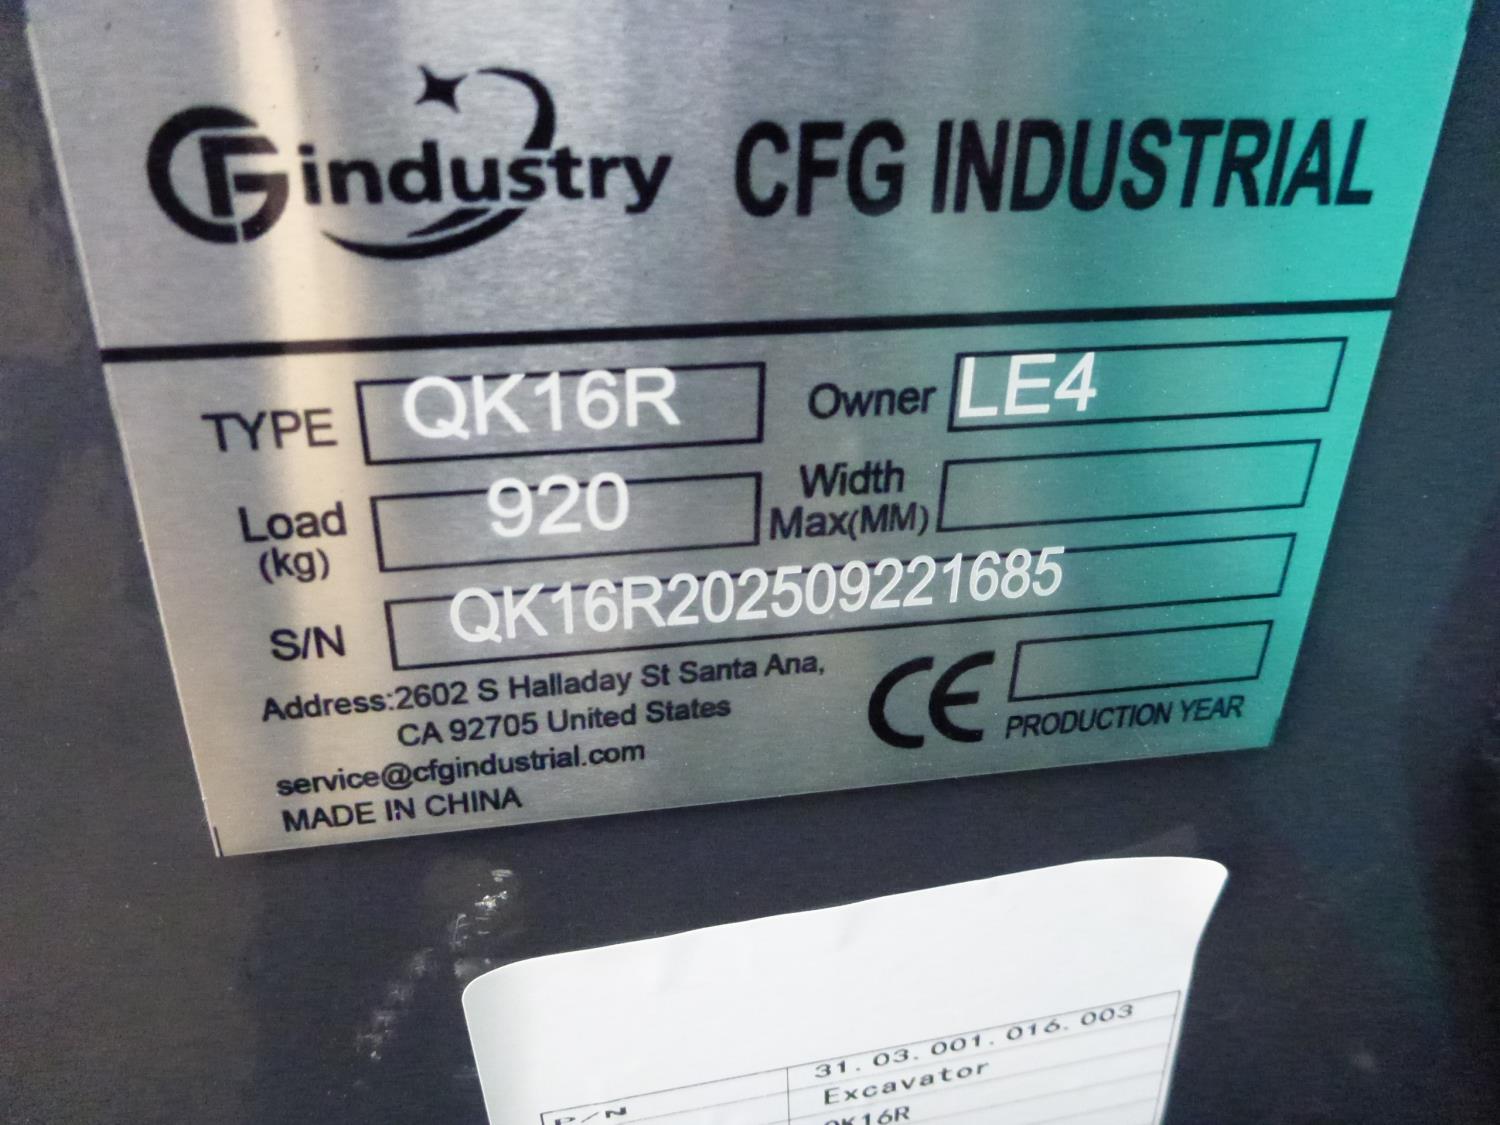 CFG industry CFG INDUSTRIAL
TYPE QK16R Owner LE4
Load (kg) 920 Width Max(MM)
S/N QK16R202509221685
Address:2602 S Halladay St Santa Ana,
CA 92705 United States
service@cfgindustrial.com
MADE IN CHINA
CE PRODUCTION YEAR
P/N 31.03.001.016.003
Excavator
QK16R